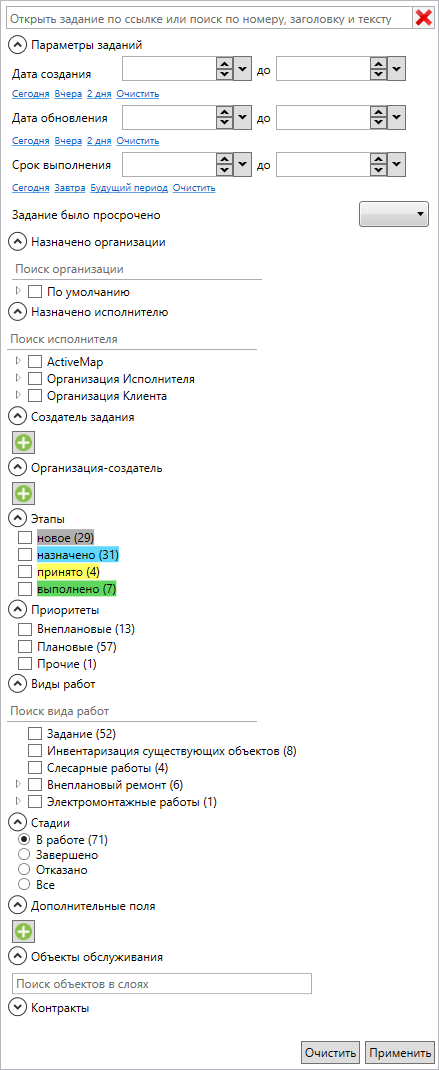 Открыть задание по ссылке или поиск по номеру, заголовку и тексту
Параметры заданий
Дата создания до
Сегодня Вчера 2 дня Очистить
Дата обновления до
Сегодня Вчера 2 дня Очистить
Срок выполнения до
Сегодня Завтра Будущий период Очистить
Задание было просрочено
Назначено организации
Поиск организации
По умолчанию
Назначено исполнителю
Поиск исполнителя
ActiveMap
Организация Исполнителя
Организация Клиента
Создатель задания
Организация-создатель
Этапы
новое (29)
назначено (31)
принято (4)
выполнено (7)
Приоритеты
Внеплановые (13)
Плановые (57)
Прочие (1)
Виды работ
Поиск вида работ
Задание (52)
Инвентаризация существующих объектов (8)
Слесарные работы (4)
Внеплановый ремонт (6)
Электромонтажные работы (1)
Стадии
В работе (71)
Завершено
Отказано
Все
Дополнительные поля
Объекты обслуживания
Поиск объектов в слоях
Контракты
Очистить Применить